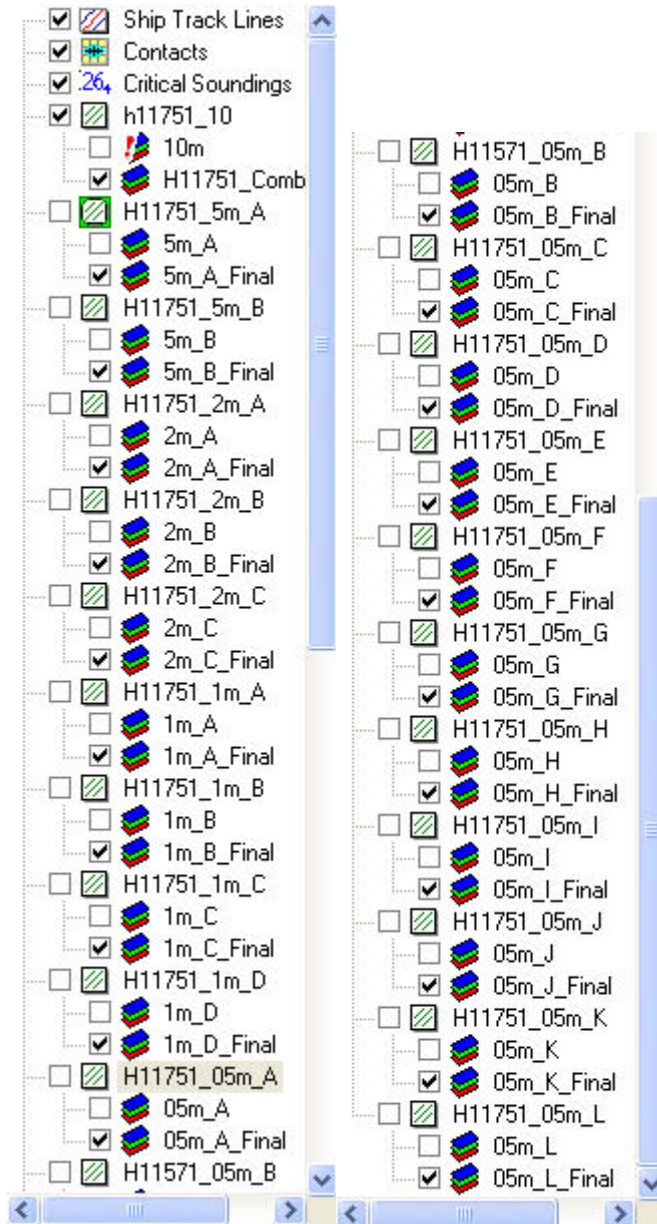 Ship Track Lines
Contacts
.26₄ Critical Soundings
h11751_10
10m
H11751_Comb
H11751_5m_A
5m_A
5m_A_Final
H11751_5m_B
5m_B
5m_B_Final
H11751_2m_A
2m_A
2m_A_Final
H11751_2m_B
2m_B
2m_B_Final
H11751_2m_C
2m_C
2m_C_Final
H11751_1m_A
1m_A
1m_A_Final
H11751_1m_B
1m_B
1m_B_Final
H11751_1m_C
1m_C
1m_C_Final
H11751_1m_D
1m_D
1m_D_Final
H11751_05m_A
05m_A
05m_A_Final
H11571_05m_B
H11571_05m_B
05m_B
05m_B_Final
H11751_05m_C
05m_C
05m_C_Final
H11751_05m_D
05m_D
05m_D_Final
H11751_05m_E
05m_E
05m_E_Final
H11751_05m_F
05m_F
05m_F_Final
H11751_05m_G
05m_G
05m_G_Final
H11751_05m_H
05m_H
05m_H_Final
H11751_05m_I
05m_I
05m_I_Final
H11751_05m_J
05m_J
05m_J_Final
H11751_05m_K
05m_K
05m_K_Final
H11751_05m_L
05m_L
05m_L_Final